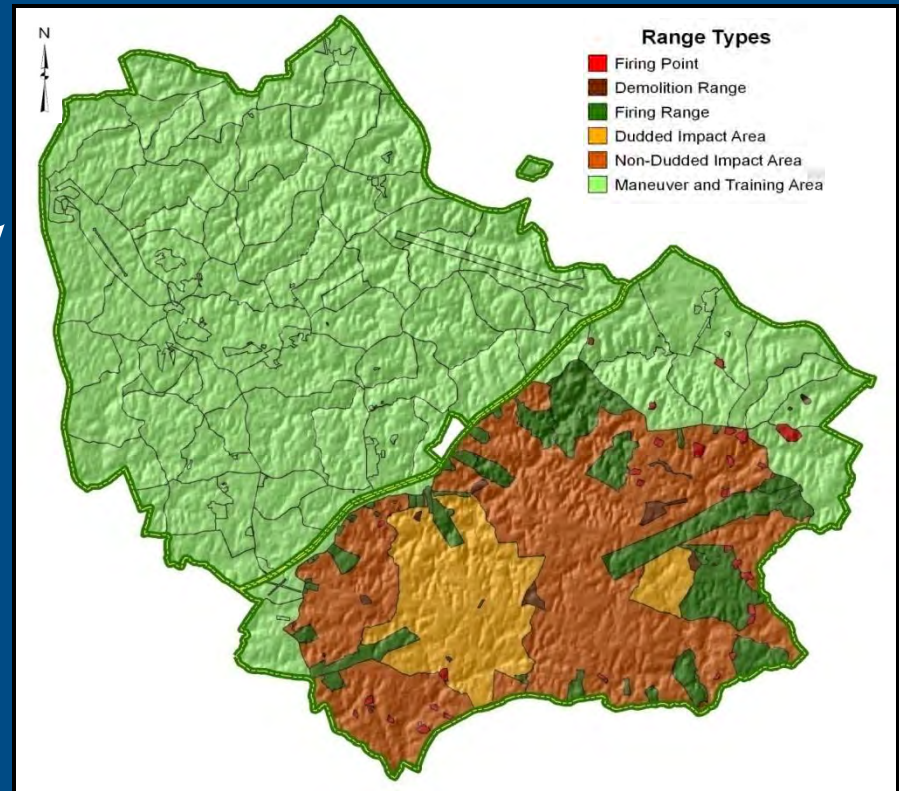 N
Range Types
Firing Point
Demolition Range
Firing Range
Dudded Impact Area
Non-Dudded Impact Area
Maneuver and Training Area